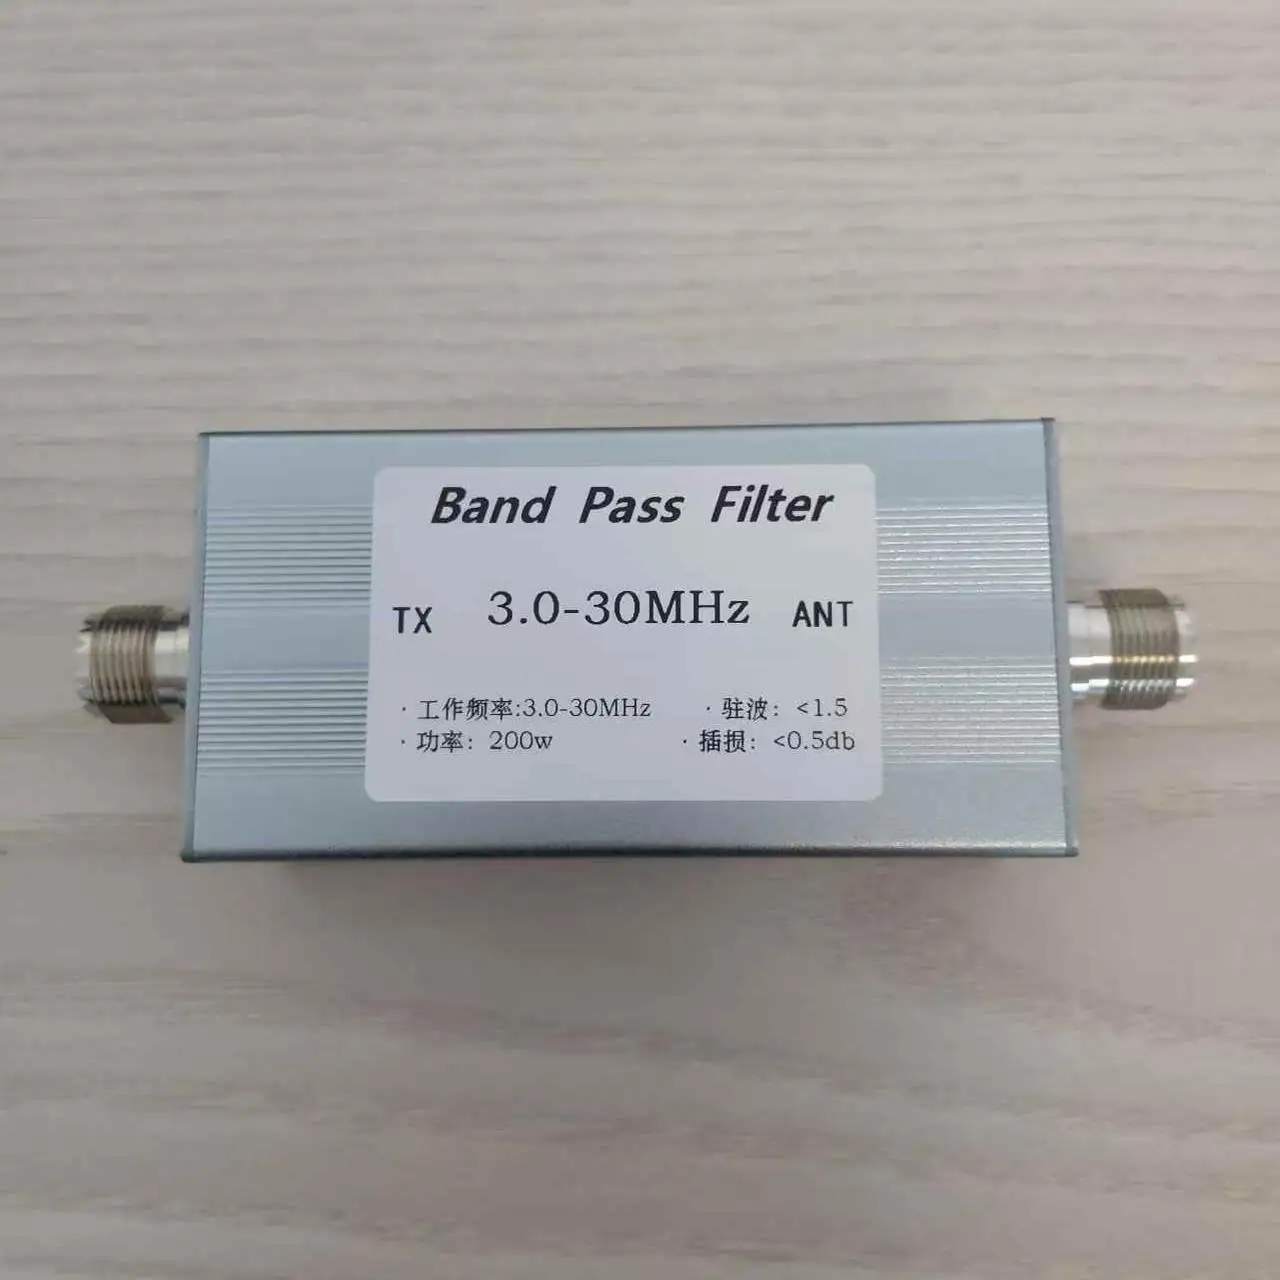 Band Pass Filter
TX 3.0-30MHz ANT
·工作频率:3.0-30MHz ·驻波: <1.5
·功率: 200w ·插损: <0.5db